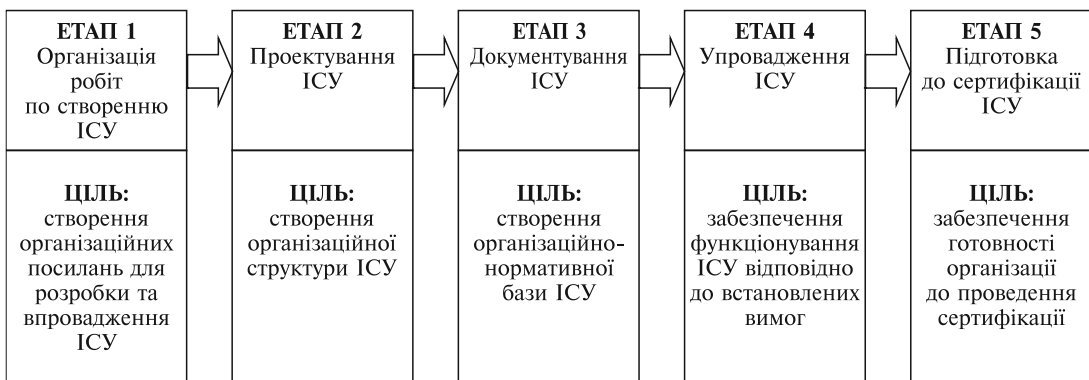 ЕТАП 1
Організація
робіт
по створенню
ІСУ
ЦІЛЬ:
створення
організаційних
посилань для
розробки та
впровадження
ІСУ
ЕТАП 2
Проектування
ІСУ
ЦІЛЬ:
створення
організаційної
структури ІСУ
ЕТАП 3
Документування
ІСУ
ЦІЛЬ:
створення
організаційно-
нормативної
бази ІСУ
ЕТАП 4
Упровадження
ІСУ
ЦІЛЬ:
забезпечення
функціонування
ІСУ відповідно
до встановлених
вимог
ЕТАП 5
Підготовка
до сертифікації
ІСУ
ЦІЛЬ:
забезпечення
готовності
організації
до проведення
сертифікації